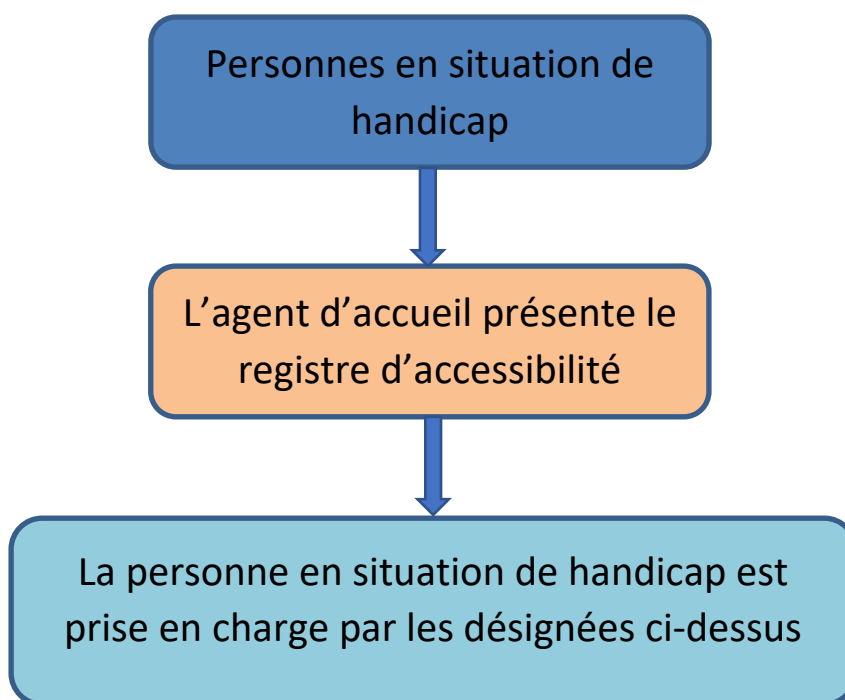 Personnes en situation de
handicap
L’agent d’accueil présente le
registre d’accessibilité
La personne en situation de handicap est
prise en charge par les désignées ci-dessus